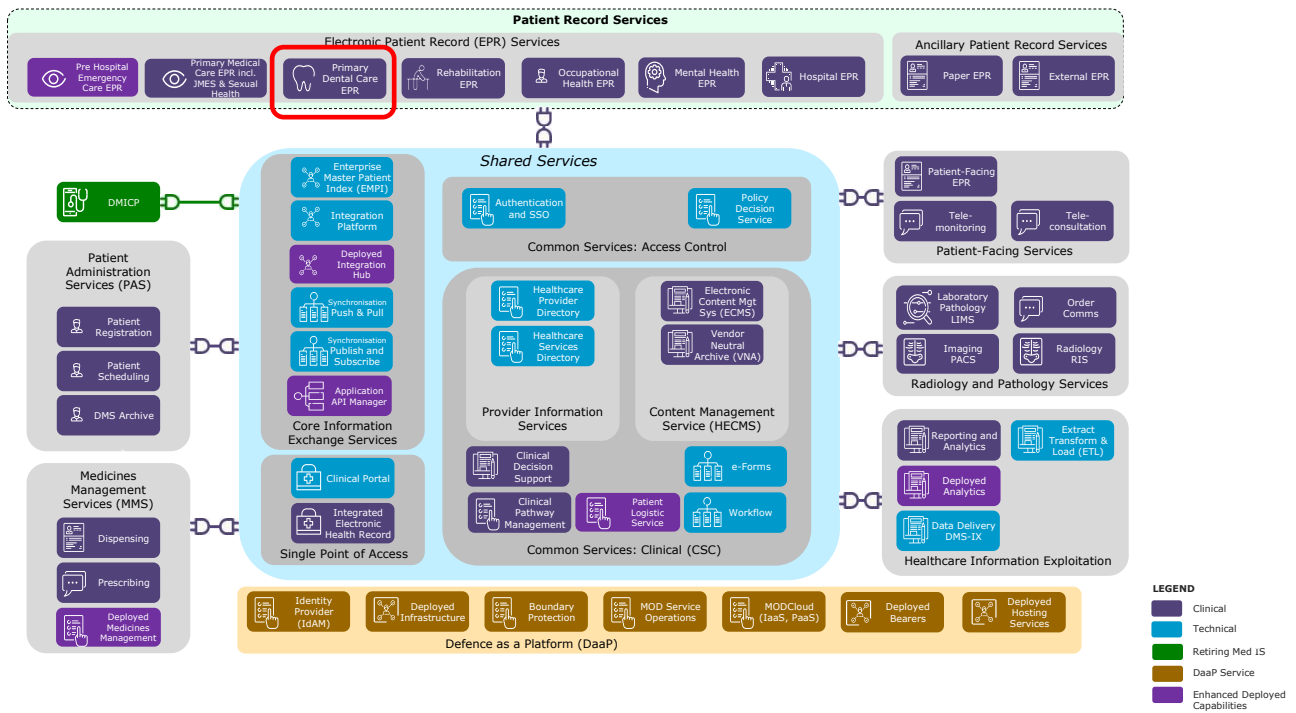 Patient Record Services
Electronic Patient Record (EPR) Services
Pre Hospital
Emergency
Care EPR
Primary Medical
Care EPR incl.
JMES & Sexual
Health
Primary
Dental Care
EPR
Rehabilitation
EPR
Occupational
Health EPR
Mental Health
EPR
Hospital EPR
Ancillary Patient Record Services
Paper EPR
External EPR
DMICP
Patient
Administration
Services (PAS)
Patient
Registration
Patient
Scheduling
DMS Archive
Medicines
Management
Services (MMS)
Dispensing
Prescribing
Deployed
Medicines
Management
Shared Services
Enterprise
Master Patient
Index (EMPI)
Integration
Platform
Deployed
Integration
Hub
Synchronisation
Push & Pull
Synchronisation
Publish and
Subscribe
Application
API Manager
Core Information
Exchange Services
Clinical Portal
Integrated
Electronic
Health Record
Single Point of Access
Authentication
and SSO
Policy
Decision
Service
Common Services: Access Control
Healthcare
Provider
Directory
Healthcare
Services
Directory
Provider Information
Services
Electronic
Content Mgt
Sys (ECMS)
Vendor
Neutral
Archive (VNA)
Content Management
Service (HECMS)
Clinical
Decision
Support
e-Forms
Clinical
Pathway
Management
Patient
Logistic
Service
Workflow
Common Services: Clinical (CSC)
Patient-Facing
EPR
Tele-
monitoring
Tele-
consultation
Patient-Facing Services
Laboratory
Pathology
LIMS
Order
Comms
Imaging
PACS
Radiology
RIS
Radiology and Pathology Services
Reporting and
Analytics
Extract
Transform &
Load (ETL)
Deployed
Analytics
Data Delivery
DMS-IX
Healthcare Information Exploitation
Identity
Provider
(IdAM)
Deployed
Infrastructure
Boundary
Protection
MOD Service
Operations
MODCloud
(IaaS, PaaS)
Deployed
Bearers
Deployed
Hosting
Services
Defence as a Platform (DaaP)
LEGEND
Clinical
Technical
Retiring Med IS
DaaP Service
Enhanced Deployed
Capabilities